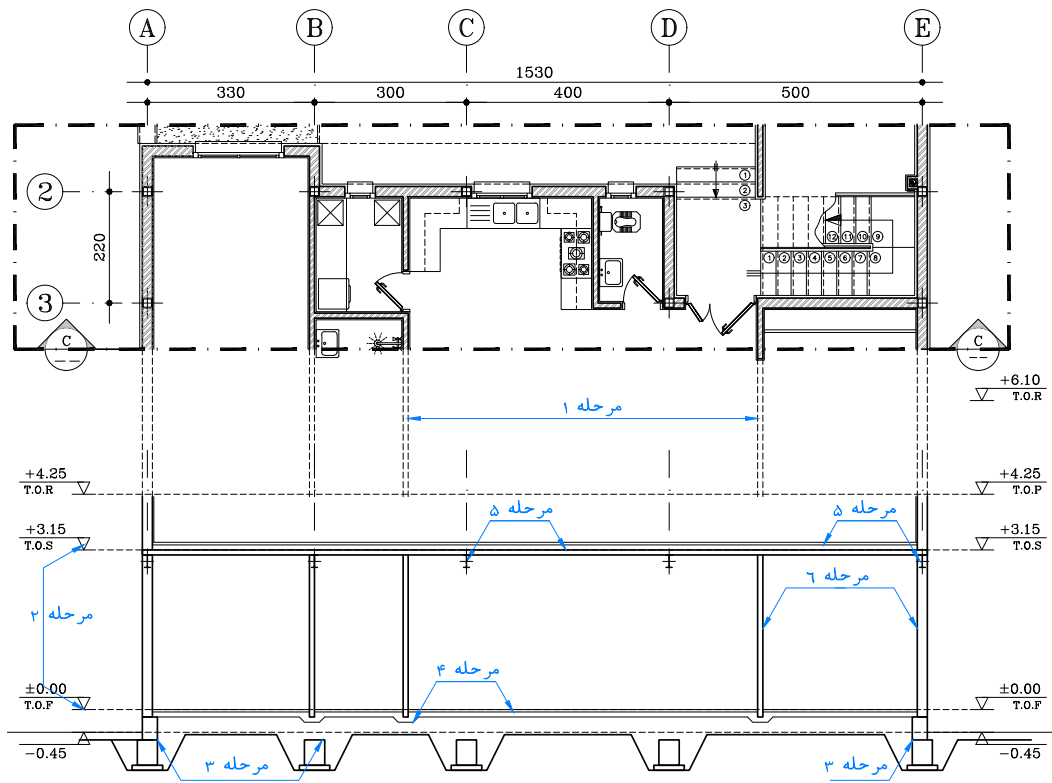 A B C D E
1530
330 300 400 500
2
220
3
1
2
3
12 11 10 9
1 2 3 4 5 6 7 8
C
C
+6.10
T.O.R
مرحله ۱
+4.25
T.O.R
+4.25
T.O.P
مرحله ۵
مرحله ۵
+3.15
T.O.S
+3.15
T.O.S
مرحله ٦
مرحله ۲
مرحله ۴
±0.00
T.O.F
±0.00
T.O.F
-0.45
-0.45
مرحله ۳
مرحله ۳